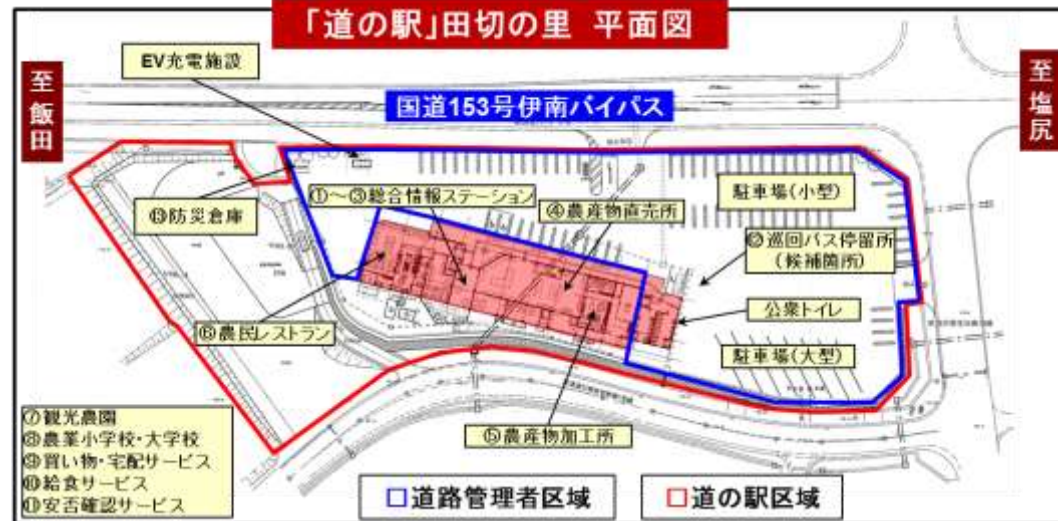 「道の駅」田切の里 平面図
EV充電施設
至飯田
至塩尻
国道153号伊南バイパス
①～③総合情報ステーション
④農産物直売所
駐車場(小型)
⑬防災倉庫
⑫巡回バス停留所
(候補箇所)
公衆トイレ
⑥農民レストラン
駐車場(大型)
⑤農産物加工所
⑦観光農園
⑧農業小学校・大学校
⑨買い物・宅配サービス
⑩給食サービス
⑪安否確認サービス
道路管理者区域
道の駅区域